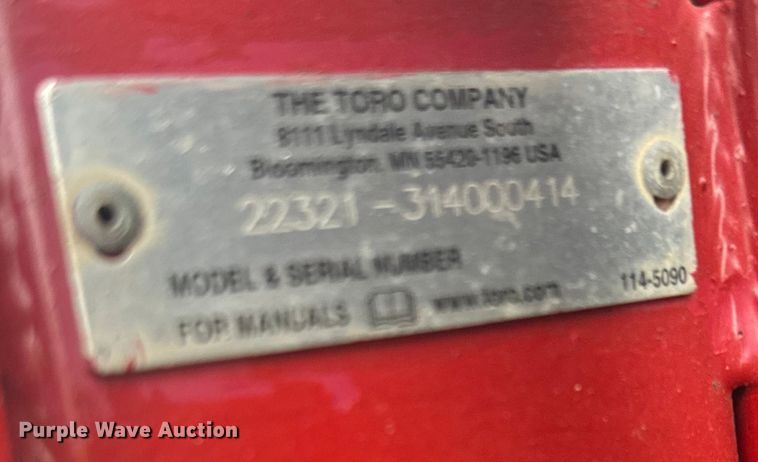 THE TORO COMPANY
8111 Lyndale Avenue South
Bloomington, MN 55420-1196 USA
22321-314000414
MODEL & SERIAL NUMBER
114-5090
FOR MANUALS www.toro.com
Purple Wave Auction